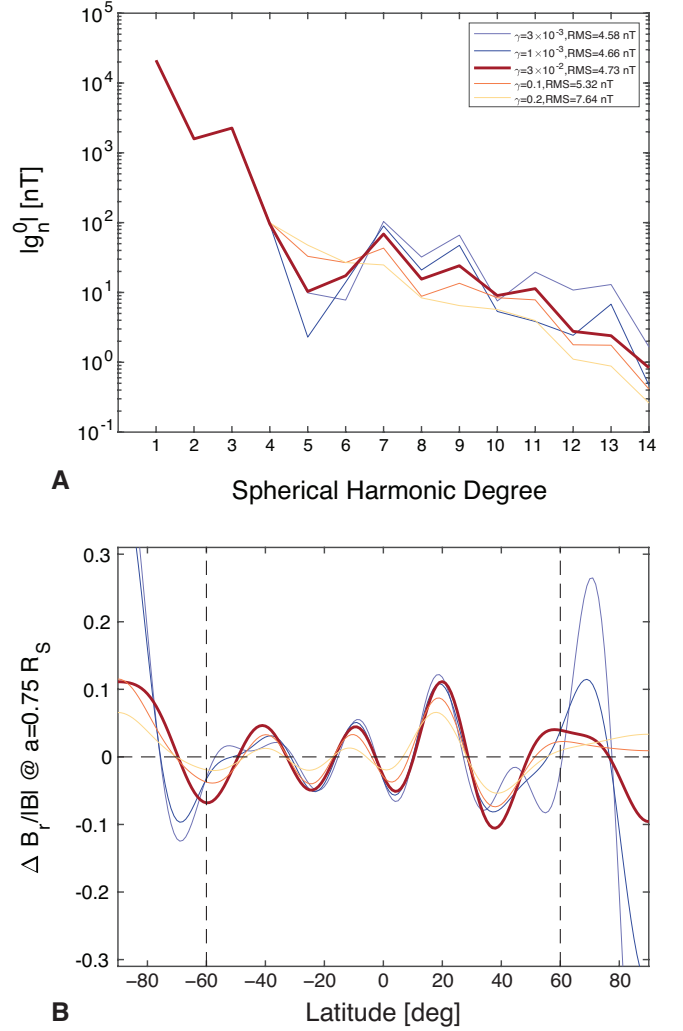 10^5
10^4
10^3
10^2
10^1
10^0
10^-1
|g_n^0| [nT]
γ=3×10^-3,RMS=4.58 nT
γ=1×10^-3,RMS=4.66 nT
γ=3×10^-2,RMS=4.73 nT
γ=0.1,RMS=5.32 nT
γ=0.2,RMS=7.64 nT
1 2 3 4 5 6 7 8 9 10 11 12 13 14
A
Spherical Harmonic Degree
0.3
0.2
0.1
0
-0.1
-0.2
-0.3
Δ B_r/|B| @ a=0.75 R_S
−80 −60 −40 −20 0 20 40 60 80
B
Latitude [deg]